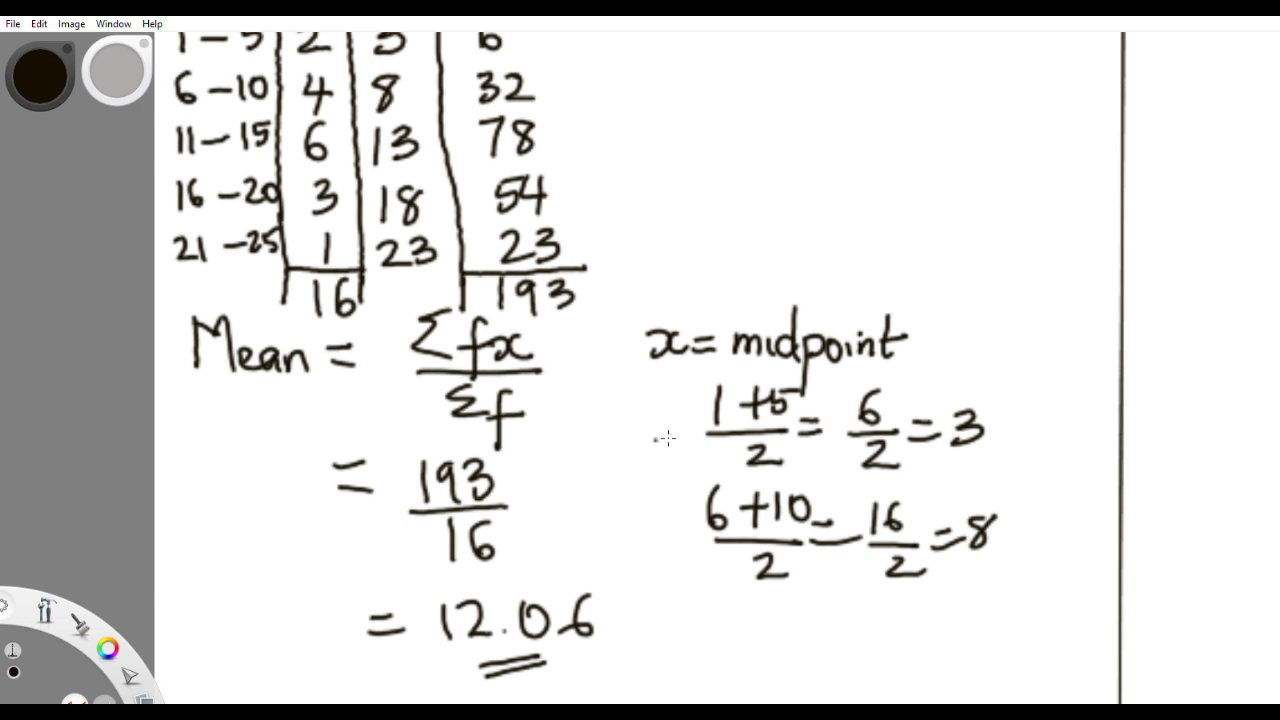 File Edit Image Window Help
1 - 5 2 3 6
6 - 10 4 8 32
11 - 15 6 13 78
16 - 20 3 18 54
21 - 25 1 23 23
16 193
Mean = Σfx / Σf
= 193 / 16
= 12.06
x = midpoint
1 + 5 / 2 = 6 / 2 = 3
6 + 10 / 2 = 16 / 2 = 8